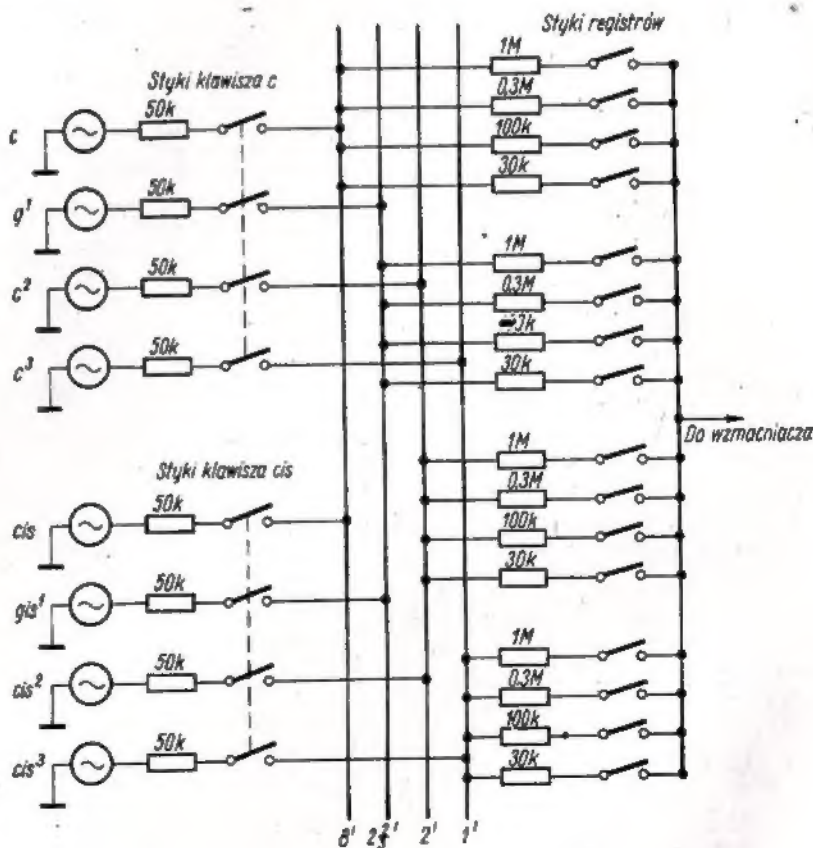 Styki registrów
1M
0,3M
100k
30k
Styki klawisza c
c
50k
g¹
50k
c²
50k
c³
50k
1M
0,3M
30k
Do wzmacniacza
1M
0,3M
100k
30k
Styki klawisza cis
cis
50k
gis¹
50k
cis²
50k
cis³
50k
1M
0,3M
100k
30k
8' 2⅔' 2' 1'